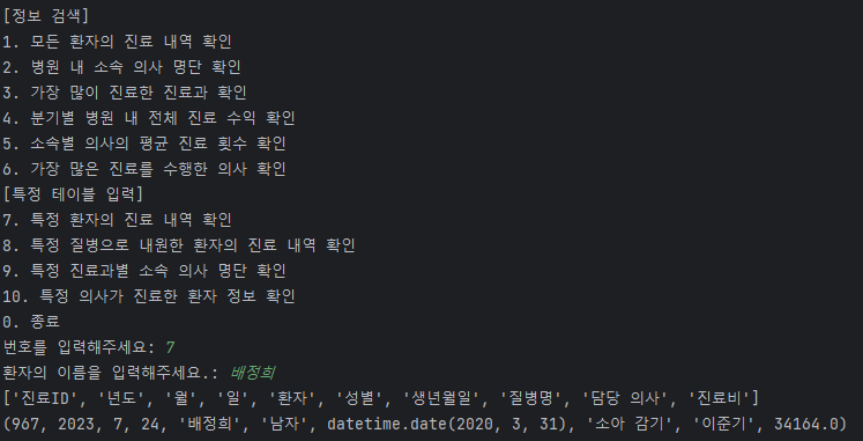 [정보 검색]
1. 모든 환자의 진료 내역 확인
2. 병원 내 소속 의사 명단 확인
3. 가장 많이 진료한 진료과 확인
4. 분기별 병원 내 전체 진료 수익 확인
5. 소속별 의사의 평균 진료 횟수 확인
6. 가장 많은 진료를 수행한 의사 확인
[특정 테이블 입력]
7. 특정 환자의 진료 내역 확인
8. 특정 질병으로 내원한 환자의 진료 내역 확인
9. 특정 진료과별 소속 의사 명단 확인
10. 특정 의사가 진료한 환자 정보 확인
0. 종료
번호를 입력해주세요: 7
환자의 이름을 입력해주세요.: 배정희
['진료ID', '년도', '월', '일', '환자', '성별', '생년월일', '질병명', '담당 의사', '진료비']
(967, 2023, 7, 24, '배정희', '남자', datetime.date(2020, 3, 31), '소아 감기', '이준기', 34164.0)